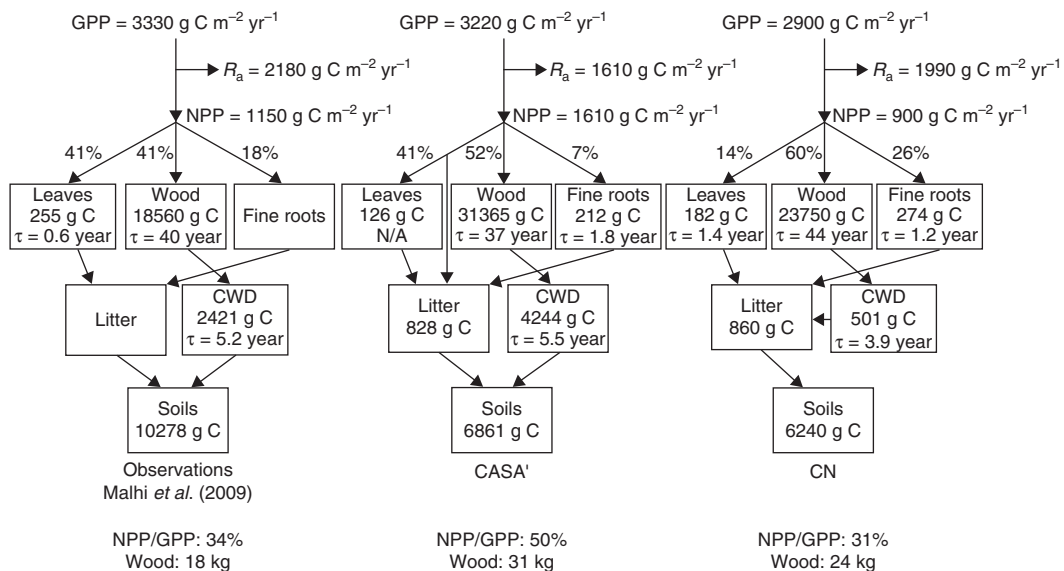 GPP = 3330 g C m⁻² yr⁻¹
Rₐ = 2180 g C m⁻² yr⁻¹
NPP = 1150 g C m⁻² yr⁻¹
41%
41%
18%
Leaves
255 g C
τ = 0.6 year
Wood
18560 g C
τ = 40 year
Fine roots
Litter
CWD
2421 g C
τ = 5.2 year
Soils
10278 g C
Observations
Malhi et al. (2009)
NPP/GPP: 34%
Wood: 18 kg
GPP = 3220 g C m⁻² yr⁻¹
Rₐ = 1610 g C m⁻² yr⁻¹
NPP = 1610 g C m⁻² yr⁻¹
41%
52%
7%
Leaves
126 g C
N/A
Wood
31365 g C
τ = 37 year
Fine roots
212 g C
τ = 1.8 year
Litter
828 g C
CWD
4244 g C
τ = 5.5 year
Soils
6861 g C
CASA'
NPP/GPP: 50%
Wood: 31 kg
GPP = 2900 g C m⁻² yr⁻¹
Rₐ = 1990 g C m⁻² yr⁻¹
NPP = 900 g C m⁻² yr⁻¹
14%
60%
26%
Leaves
182 g C
τ = 1.4 year
Wood
23750 g C
τ = 44 year
Fine roots
274 g C
τ = 1.2 year
Litter
860 g C
CWD
501 g C
τ = 3.9 year
Soils
6240 g C
CN
NPP/GPP: 31%
Wood: 24 kg